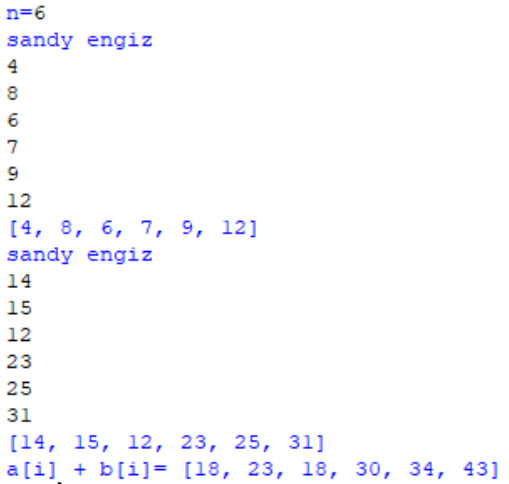 n=6
sandy engiz
4
8
6
7
9
12
[4, 8, 6, 7, 9, 12]
sandy engiz
14
15
12
23
25
31
[14, 15, 12, 23, 25, 31]
a[i] + b[i]= [18, 23, 18, 30, 34, 43]